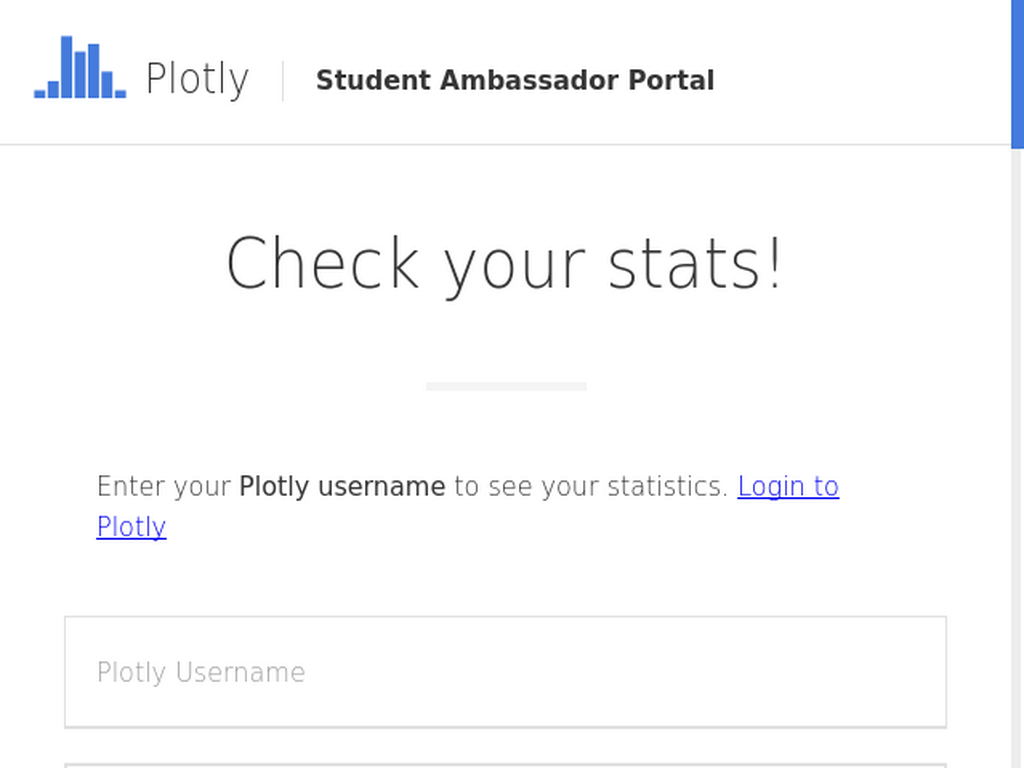 Plotly
Student Ambassador Portal
Check your stats!
Enter your Plotly username to see your statistics. Login to
Plotly
Plotly Username